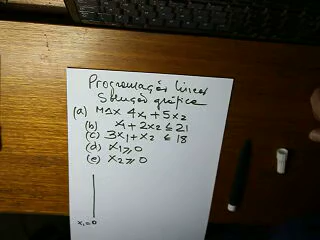 Programação linear
Solução gráfica
(a) MAX 4x₁ + 5x₂
(b) x₁ + 2x₂ ≤ 21
(c) 3x₁ + x₂ ≤ 18
(d) x₁ ≥ 0
(e) x₂ ≥ 0
x₁=0